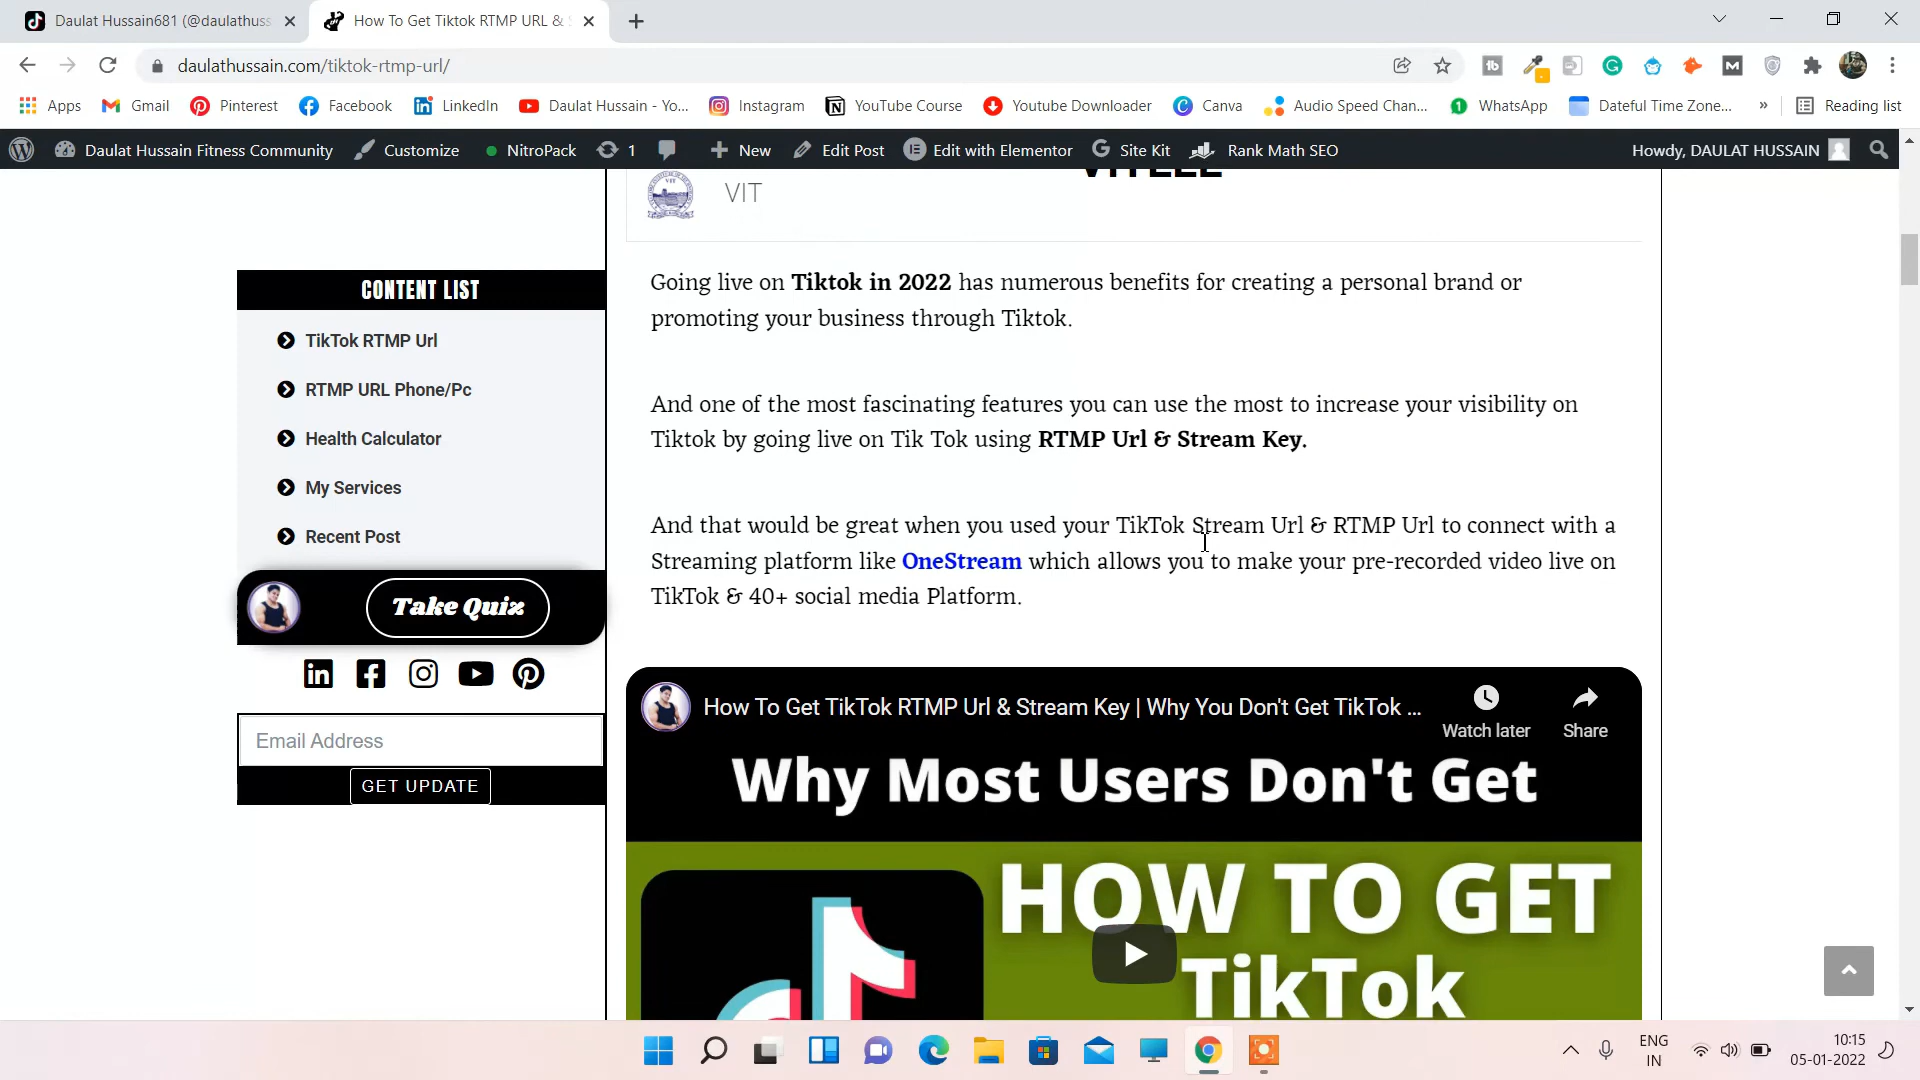 Daulat Hussain681 (@daulathuss
How To Get Tiktok RTMP URL &
daulathussain.com/tiktok-rtmp-url/
Apps
Gmail
Pinterest
Facebook
LinkedIn
Daulat Hussain - Yo...
Instagram
YouTube Course
Youtube Downloader
Canva
Audio Speed Chan...
WhatsApp
Dateful Time Zone...
»
Reading list
Daulat Hussain Fitness Community
Customize
NitroPack
1
New
Edit Post
Edit with Elementor
Site Kit
Rank Math SEO
Howdy, DAULAT HUSSAIN
VIT
CONTENT LIST
TikTok RTMP Url
RTMP URL Phone/Pc
Health Calculator
My Services
Recent Post
Take Quiz
Email Address
GET UPDATE
Going live on Tiktok in 2022 has numerous benefits for creating a personal brand or
promoting your business through Tiktok.
And one of the most fascinating features you can use the most to increase your visibility on
Tiktok by going live on Tik Tok using RTMP Url & Stream Key.
And that would be great when you used your TikTok Stream Url & RTMP Url to connect with a
Streaming platform like OneStream which allows you to make your pre-recorded video live on
TikTok & 40+ social media Platform.
How To Get TikTok RTMP Url & Stream Key | Why You Don't Get TikTok ...
Watch later
Share
Why Most Users Don't Get
HOW TO GET
TikTok
ENG
IN
10:15
05-01-2022